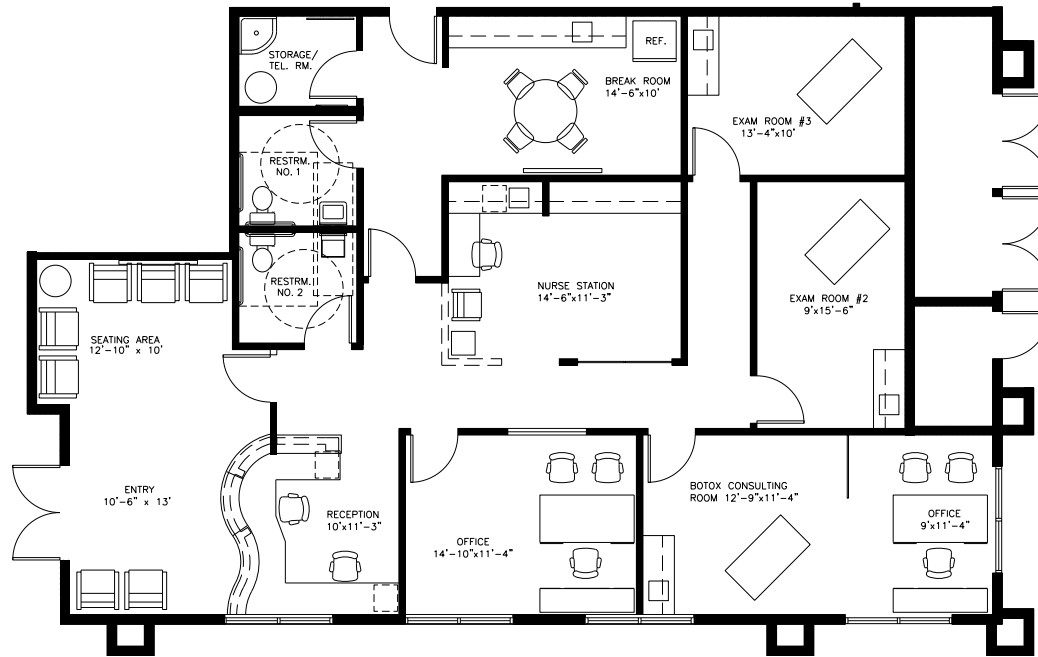 STORAGE/
TEL. RM.
REF.
BREAK ROOM
14'-6"x10'
EXAM ROOM #3
13'-4"x10'
RESTRM.
NO. 1
RESTRM.
NO. 2
NURSE STATION
14'-6"x11'-3"
EXAM ROOM #2
9'x15'-6"
SEATING AREA
12'-10" x 10'
ENTRY
10'-6" x 13'
RECEPTION
10'x11'-3"
OFFICE
14'-10"x11'-4"
BOTOX CONSULTING
ROOM 12'-9"x11'-4"
OFFICE
9'x11'-4"